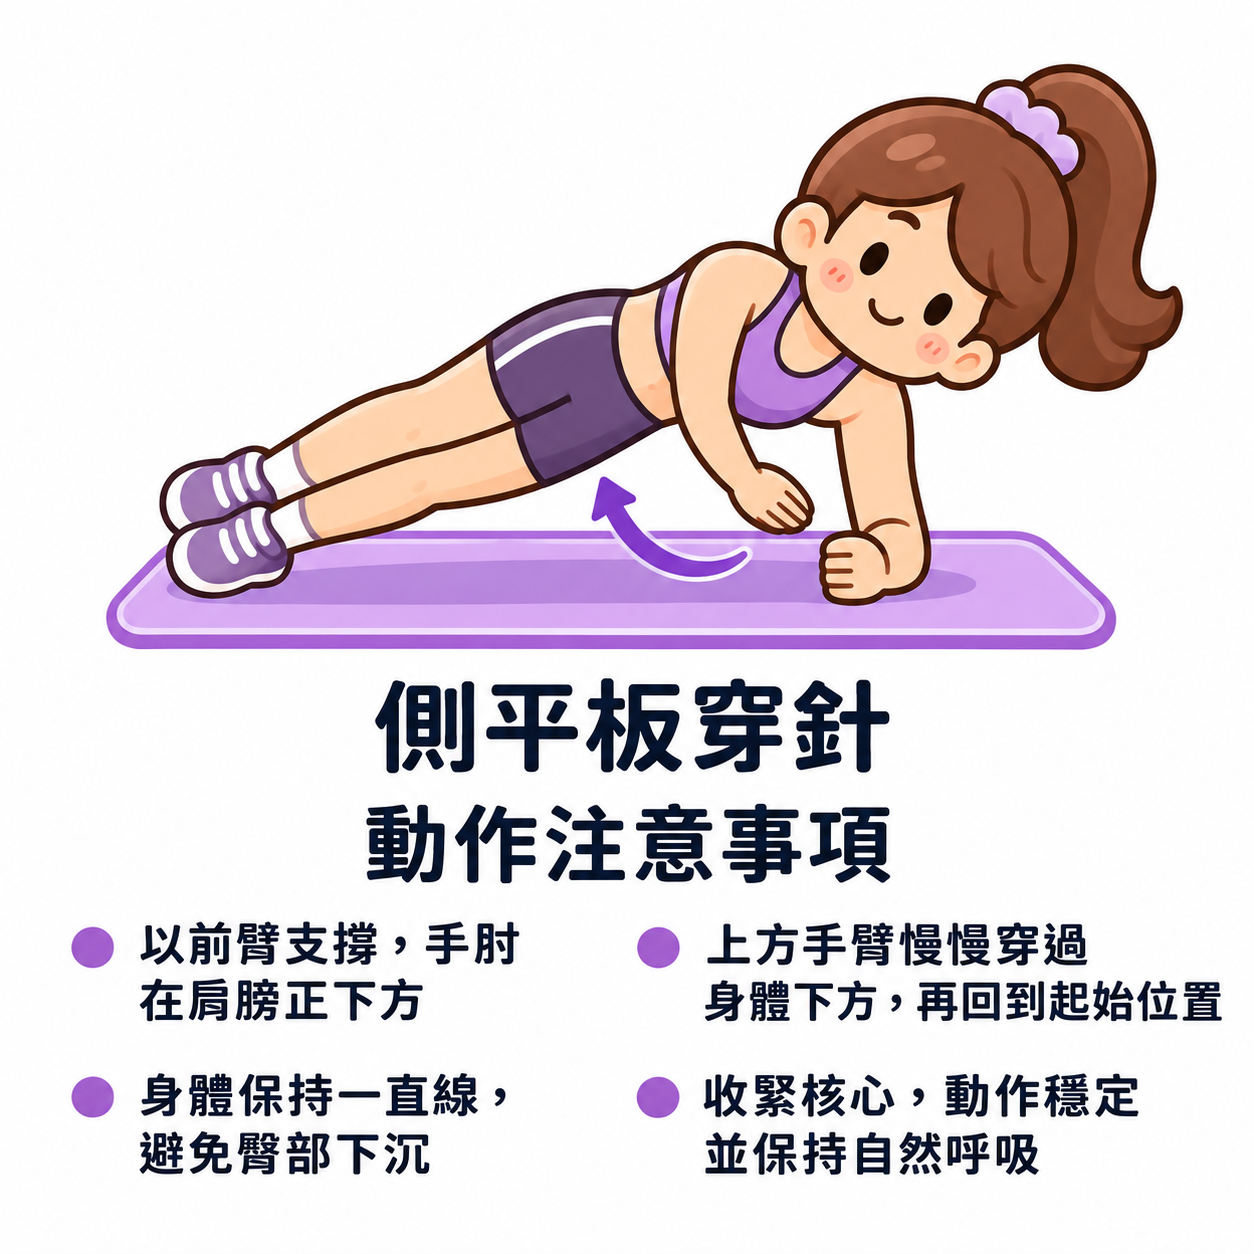 側平板穿針
動作注意事項
以前臂支撐，手肘
在肩膀正下方
上方手臂慢慢穿過
身體下方，再回到起始位置
身體保持一直線，
避免臀部下沉
收緊核心，動作穩定
並保持自然呼吸